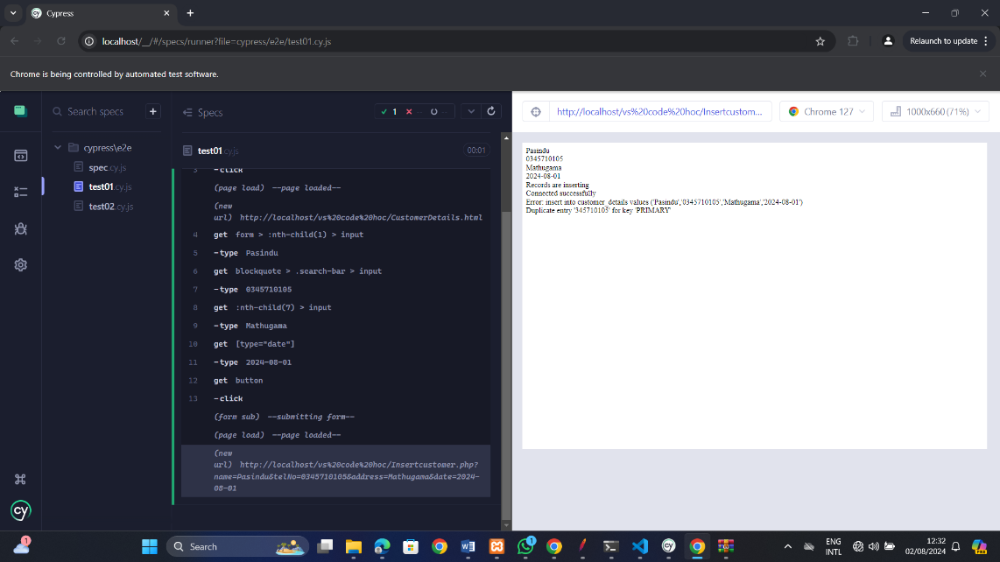 Cypress
localhost/__/#/specs/runner?file=cypress/e2e/test01.cy.js
Relaunch to update
Chrome is being controlled by automated test software.
Search specs
+
Specs
1
--
--
http://localhost/vs%20code%20hoc/Insertcustom...
Chrome 127
1000x660 (71%)
cypress\e2e
spec.cy.js
test01.cy.js
test02.cy.js
test01.cy.js
00:01
3 -click
(page load) --page loaded--
(new
url) http://localhost/vs%20code%20hoc/CustomerDetails.html
4 get form > :nth-child(1) > input
5 -type Pasindu
6 get blockquote > .search-bar > input
7 -type 0345710105
8 get :nth-child(7) > input
9 -type Mathugama
10 get [type="date"]
11 -type 2024-08-01
12 get button
13 -click
(form sub) --submitting form--
(page load) --page loaded--
(new
url) http://localhost/vs%20code%20hoc/Insertcustomer.php?
name=Pasindu&telNo=0345710105&address=Mathugama&date=2024-
08-01
Pasindu
0345710105
Mathugama
2024-08-01
Records are inserting
Connected successfully
Error: insert into customer_details values ('Pasindu','0345710105','Mathugama','2024-08-01')
Duplicate entry '345710105' for key 'PRIMARY'
cy
1
Search
1
ENG
INTL
12:32
02/08/2024